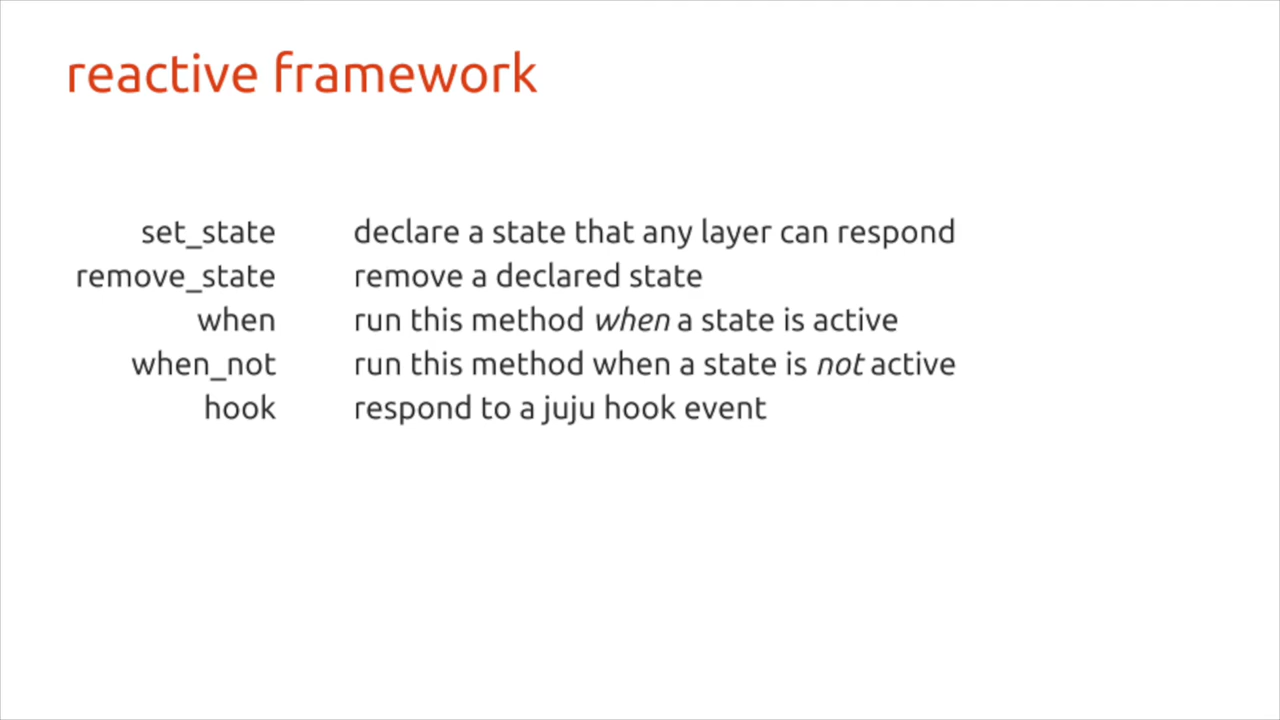 reactive framework
set_state declare a state that any layer can respond
remove_state remove a declared state
when run this method when a state is active
when_not run this method when a state is not active
hook respond to a juju hook event